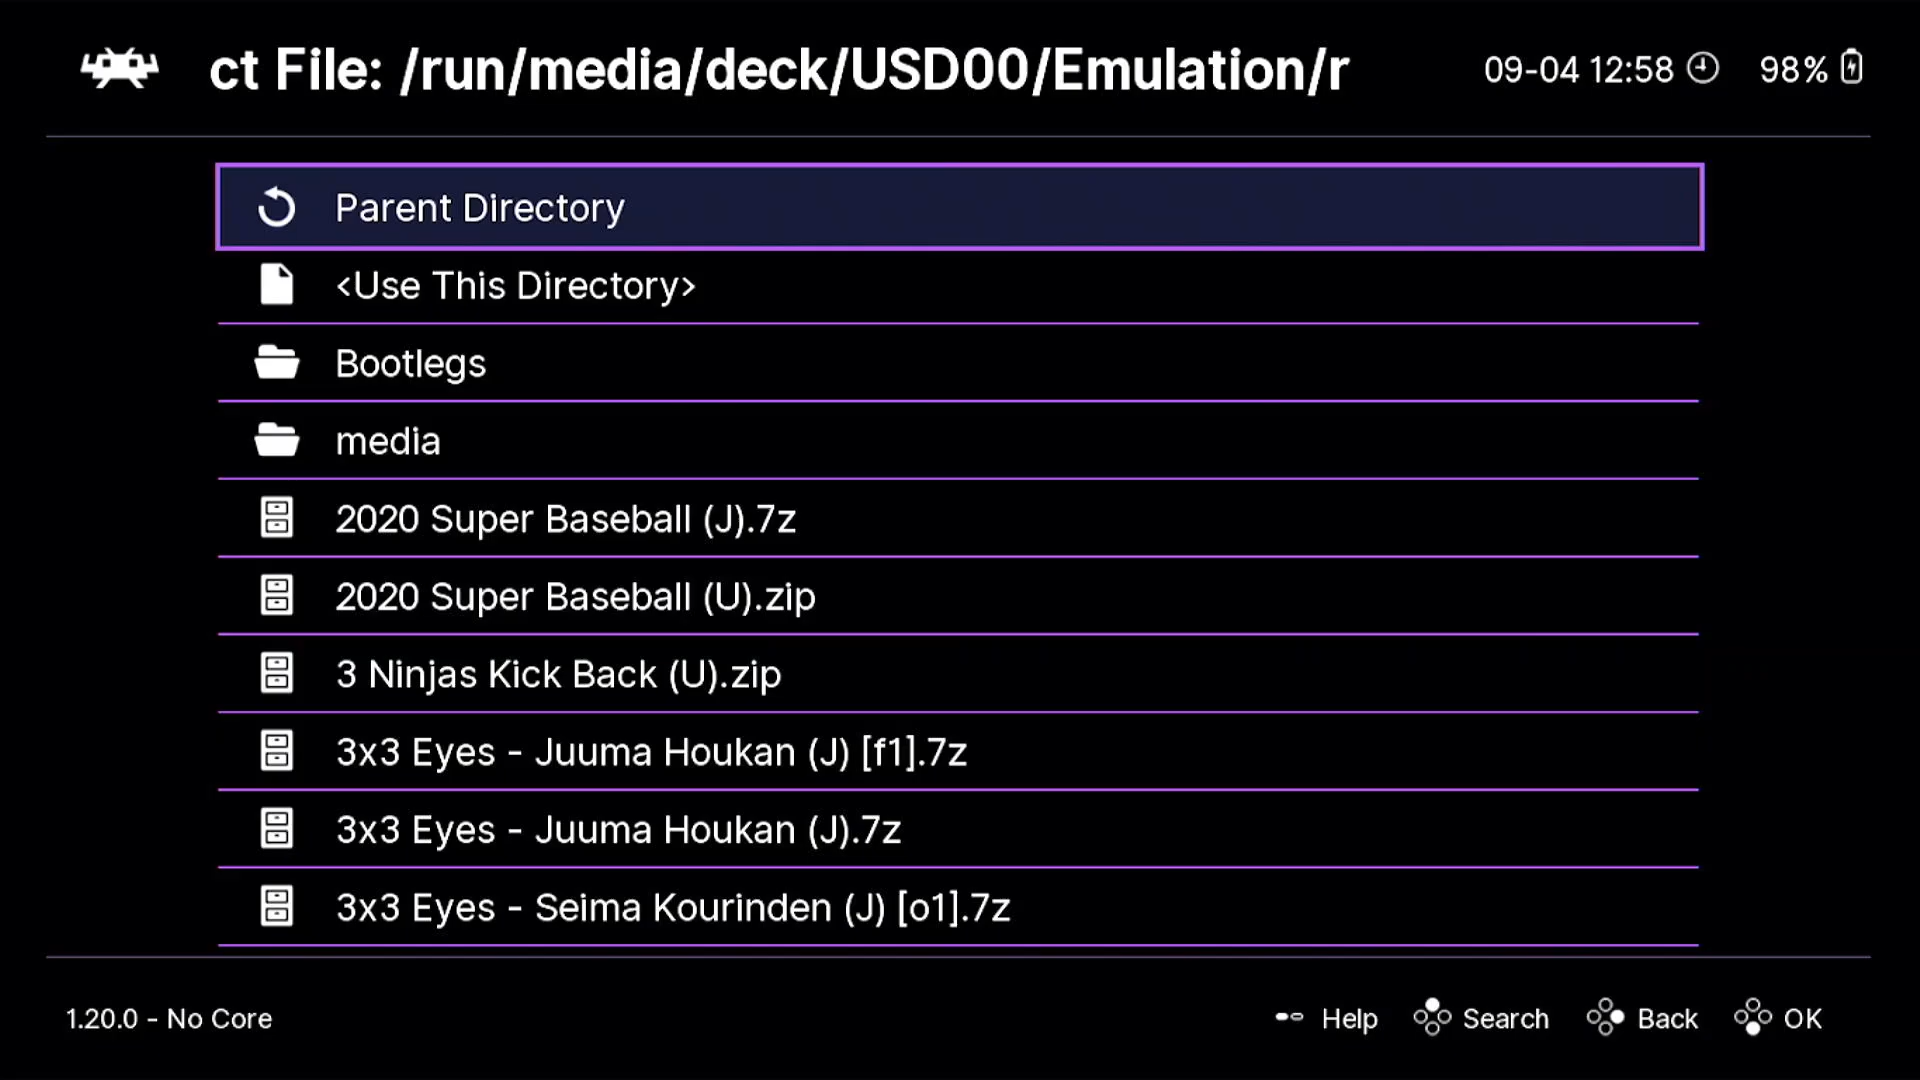 ct File: /run/media/deck/USD00/Emulation/r
09-04 12:58
98%
Parent Directory
<Use This Directory>
Bootlegs
media
2020 Super Baseball (J).7z
2020 Super Baseball (U).zip
3 Ninjas Kick Back (U).zip
3x3 Eyes - Juuma Houkan (J) [f1].7z
3x3 Eyes - Juuma Houkan (J).7z
3x3 Eyes - Seima Kourinden (J) [o1].7z
1.20.0 - No Core
Help
Search
Back
OK